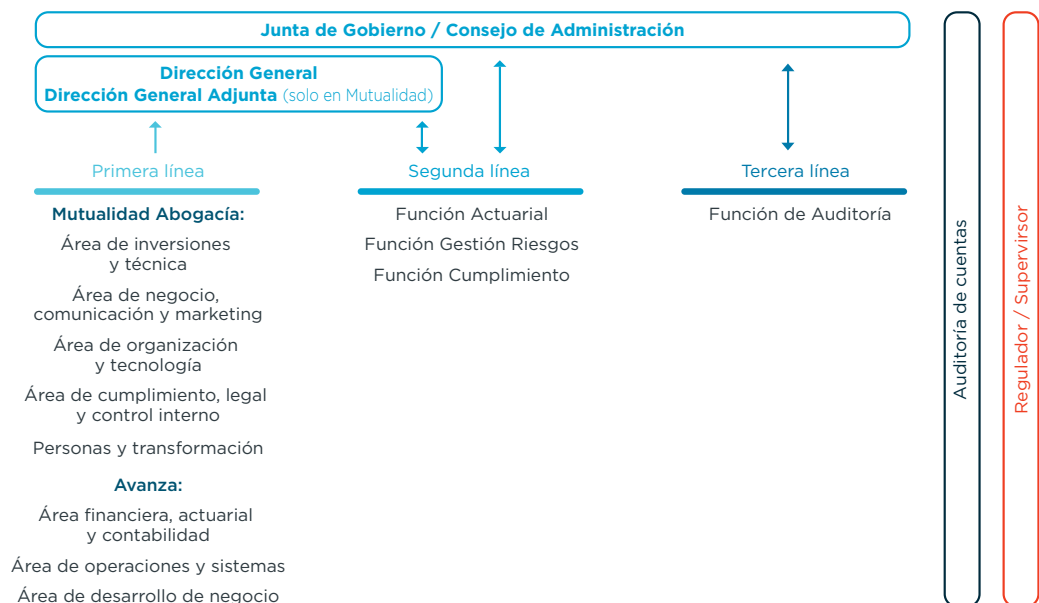 Junta de Gobierno / Consejo de Administración
Dirección General
Dirección General Adjunta (solo en Mutualidad)
Primera línea
Mutualidad Abogacía:
Área de inversiones
y técnica
Área de negocio,
comunicación y marketing
Área de organización
y tecnología
Área de cumplimiento, legal
y control interno
Personas y transformación
Avanza:
Área financiera, actuarial
y contabilidad
Área de operaciones y sistemas
Área de desarrollo de negocio
Segunda línea
Función Actuarial
Función Gestión Riesgos
Función Cumplimiento
Tercera línea
Función de Auditoría
Auditoría de cuentas
Regulador / Supervirsor